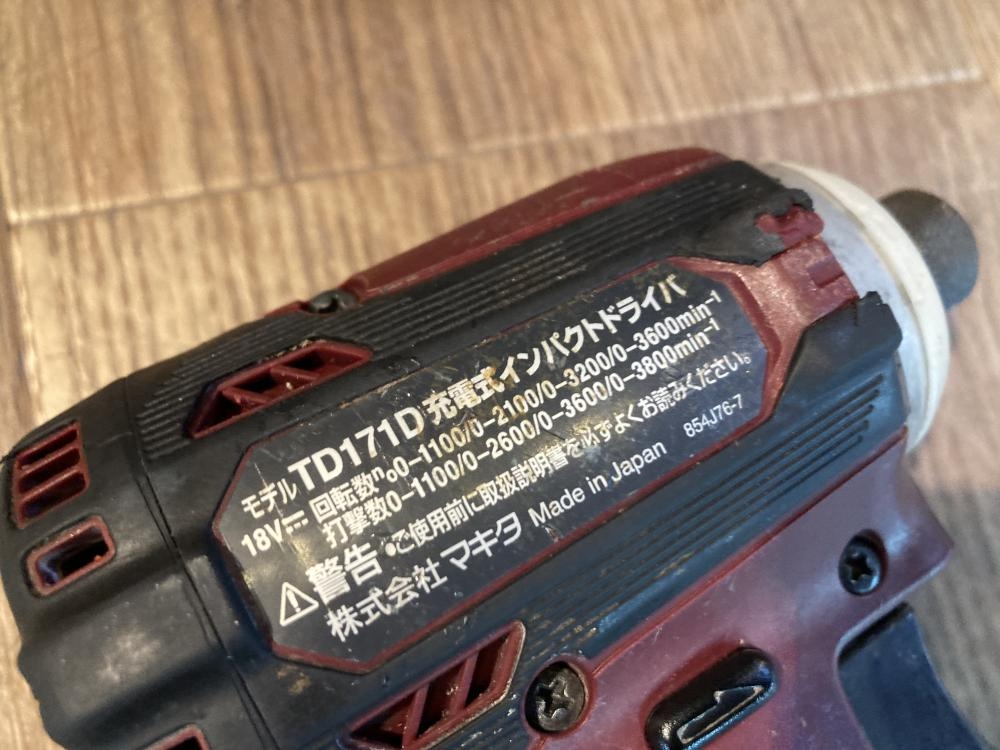 モデル TD171D 充電式インパクトドライバ
18V⎓ 回転数n₀0-1100/0-2100/0-3200/0-3600min⁻¹
打撃数0-1100/0-2600/0-3600/0-3800min⁻¹
⚠警告 •ご使用前に取扱説明書を必ずよくお読みください。
株式会社 マキタ Made in Japan 854J76-7